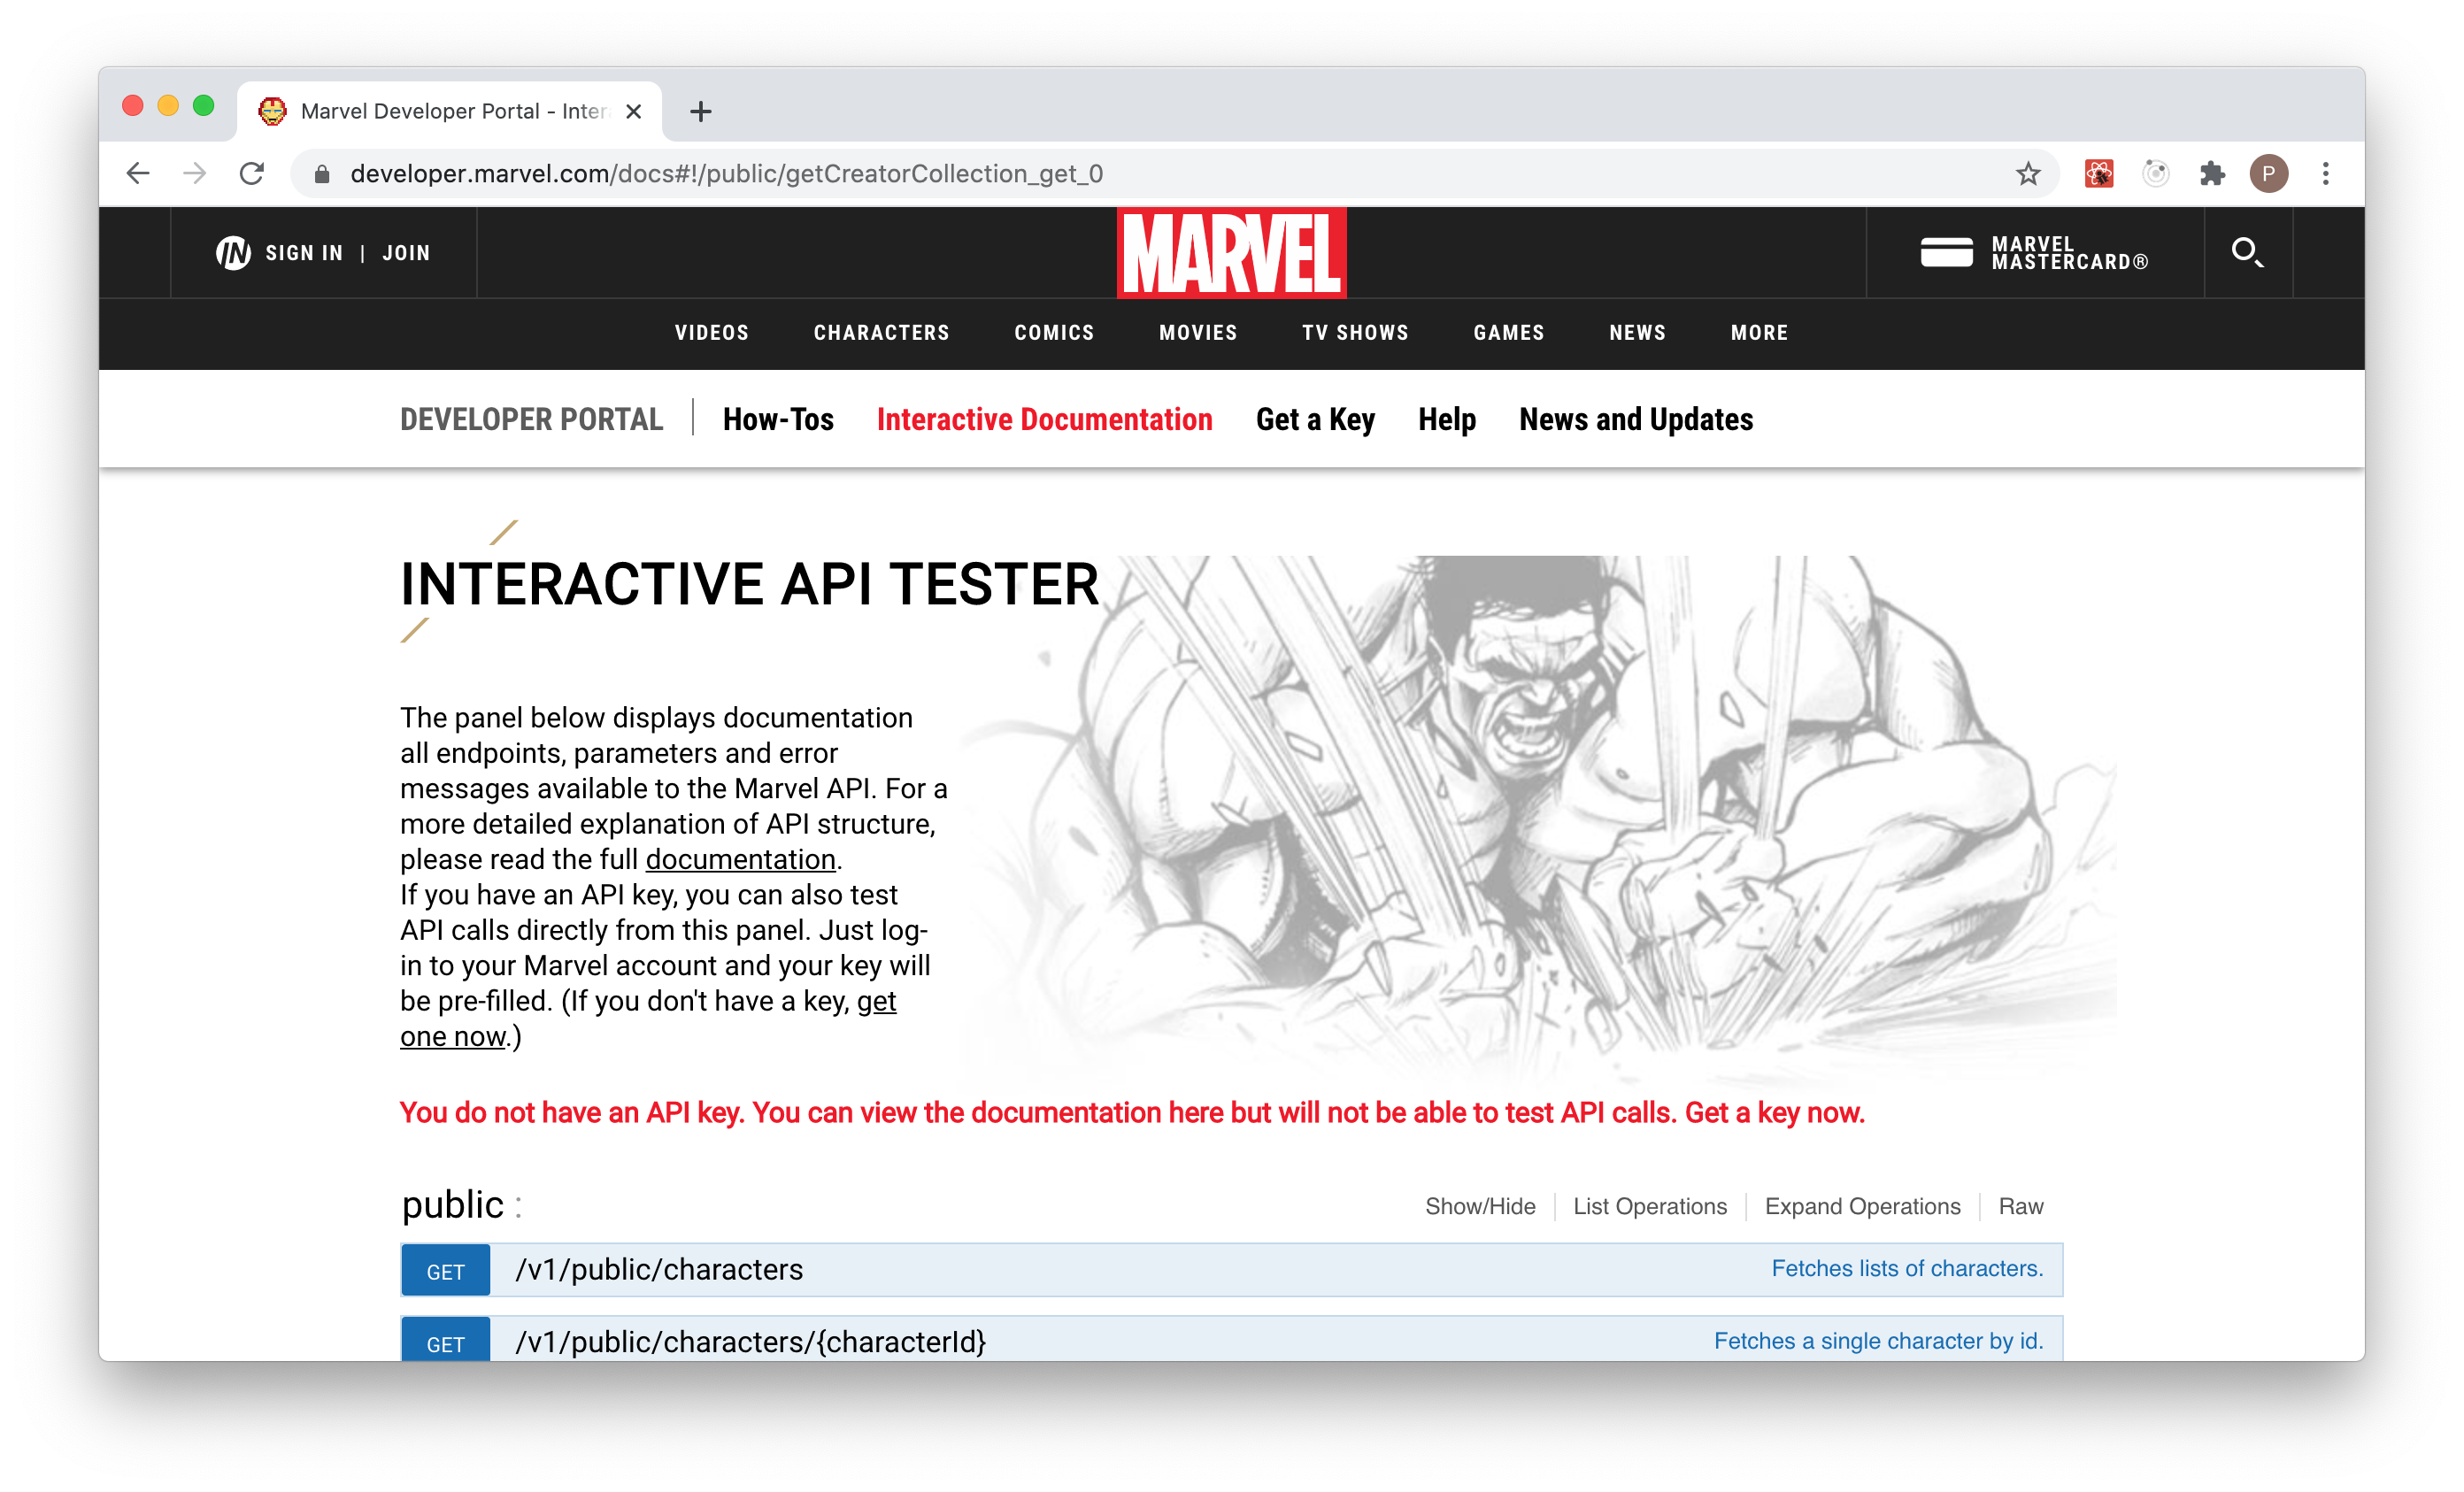 Marvel Developer Portal - Inter
developer.marvel.com/docs#!/public/getCreatorCollection_get_0
P
IN SIGN IN | JOIN
MARVEL
MARVEL
MASTERCARD®
VIDEOS CHARACTERS COMICS MOVIES TV SHOWS GAMES NEWS MORE
DEVELOPER PORTAL How-Tos Interactive Documentation Get a Key Help News and Updates
INTERACTIVE API TESTER
The panel below displays documentation
all endpoints, parameters and error
messages available to the Marvel API. For a
more detailed explanation of API structure,
please read the full documentation.
If you have an API key, you can also test
API calls directly from this panel. Just log-
in to your Marvel account and your key will
be pre-filled. (If you don't have a key, get
one now.)
You do not have an API key. You can view the documentation here but will not be able to test API calls. Get a key now.
public :
Show/Hide List Operations Expand Operations Raw
GET /v1/public/characters Fetches lists of characters.
GET /v1/public/characters/{characterId} Fetches a single character by id.